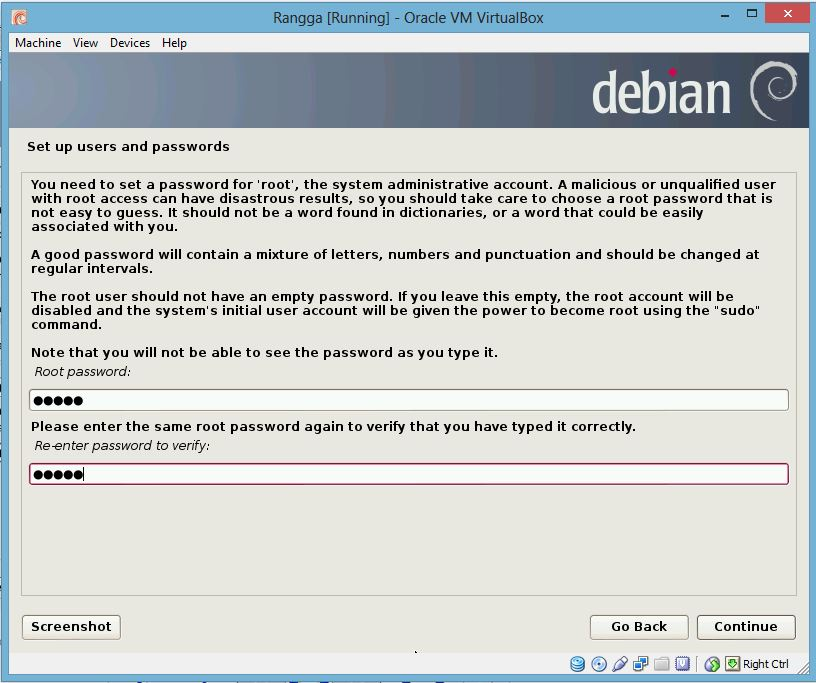 Rangga [Running] - Oracle VM VirtualBox
Machine View Devices Help
debian
Set up users and passwords
You need to set a password for 'root', the system administrative account. A malicious or unqualified user
with root access can have disastrous results, so you should take care to choose a root password that is
not easy to guess. It should not be a word found in dictionaries, or a word that could be easily
associated with you.
A good password will contain a mixture of letters, numbers and punctuation and should be changed at
regular intervals.
The root user should not have an empty password. If you leave this empty, the root account will be
disabled and the system's initial user account will be given the power to become root using the "sudo"
command.
Note that you will not be able to see the password as you type it.
Root password:
●●●●●
Please enter the same root password again to verify that you have typed it correctly.
Re-enter password to verify:
●●●●●
Screenshot Go Back Continue
Right Ctrl